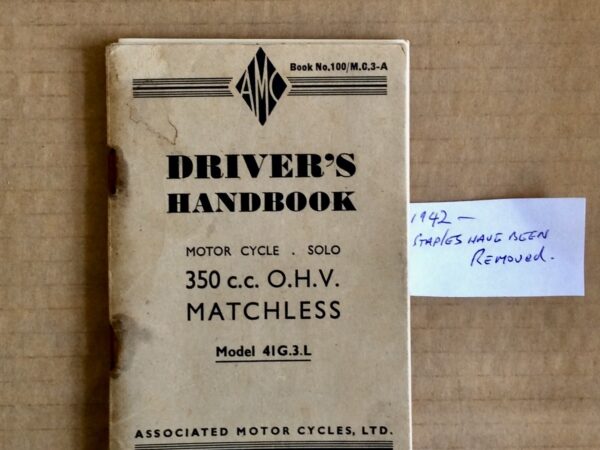 AMC
Book No.100/M.C.3-A
DRIVER'S
HANDBOOK
MOTOR CYCLE . SOLO
350 c.c. O.H.V.
MATCHLESS
Model 41G.3.L
ASSOCIATED MOTOR CYCLES, LTD.
1942 –
STAPLES HAVE BEEN
Removed.